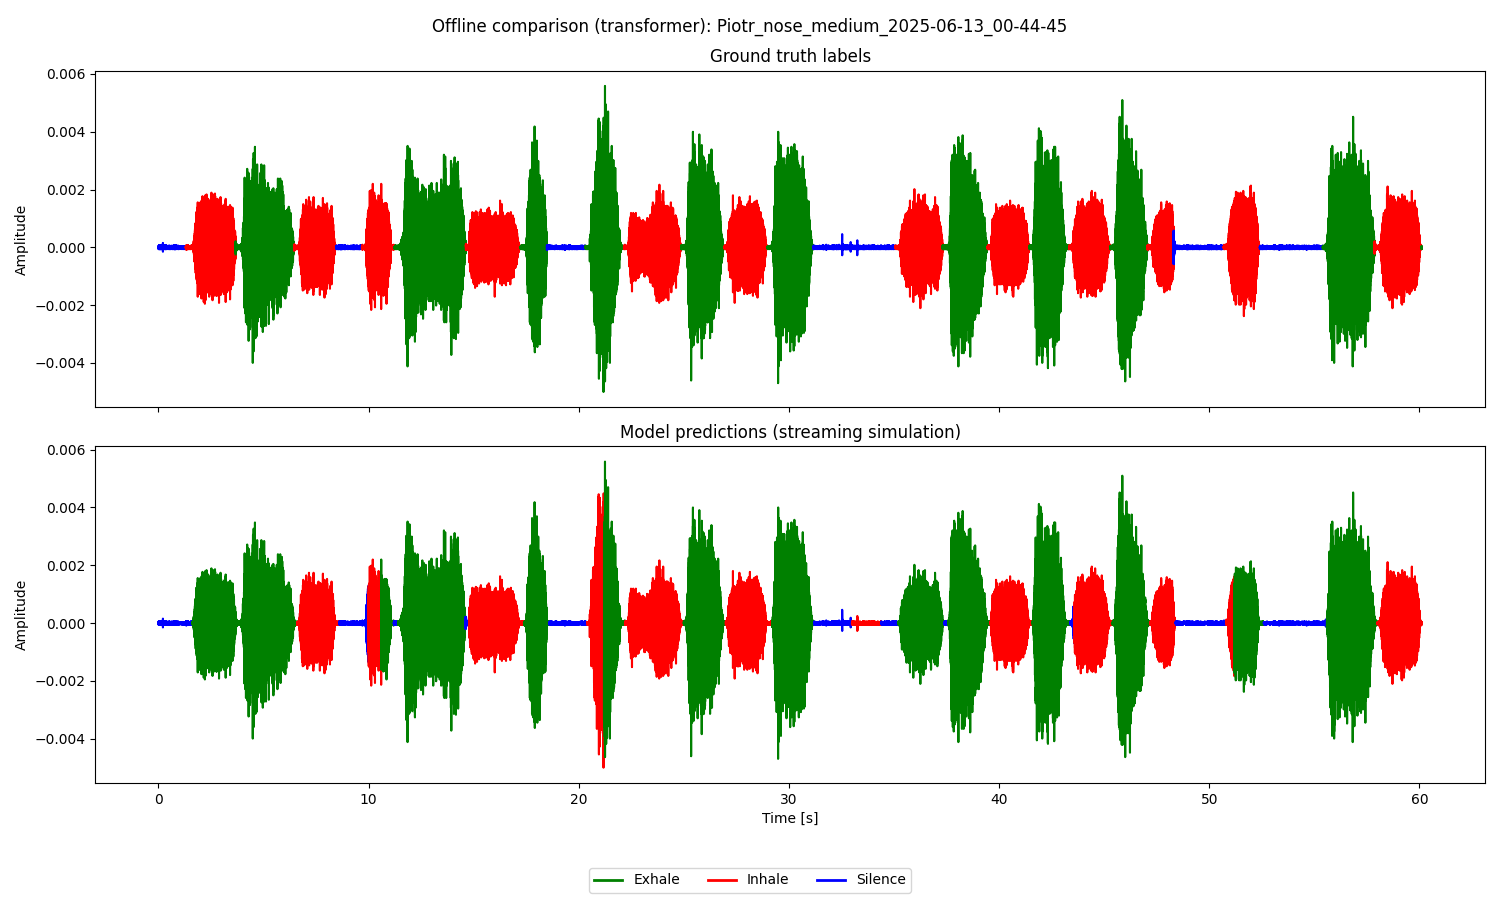 Offline comparison (transformer): Piotr_nose_medium_2025-06-13_00-44-45
Ground truth labels
0.006
0.004
0.002
0.000
−0.002
−0.004
Amplitude
Model predictions (streaming simulation)
0.006
0.004
0.002
0.000
−0.002
−0.004
Amplitude
0 10 20 30 40 50 60
Time [s]
Exhale Inhale Silence